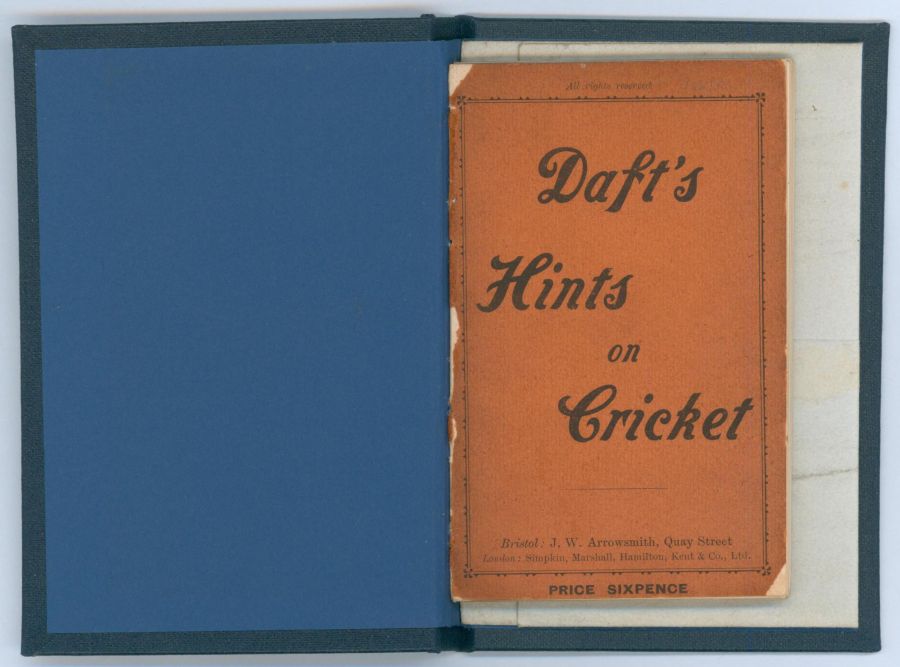 All rights reserved
Daft's
Hints
on
Cricket
Bristol: J. W. Arrowsmith, Quay Street
London: Simpkin, Marshall, Hamilton, Kent & Co., Ltd.
PRICE SIXPENCE